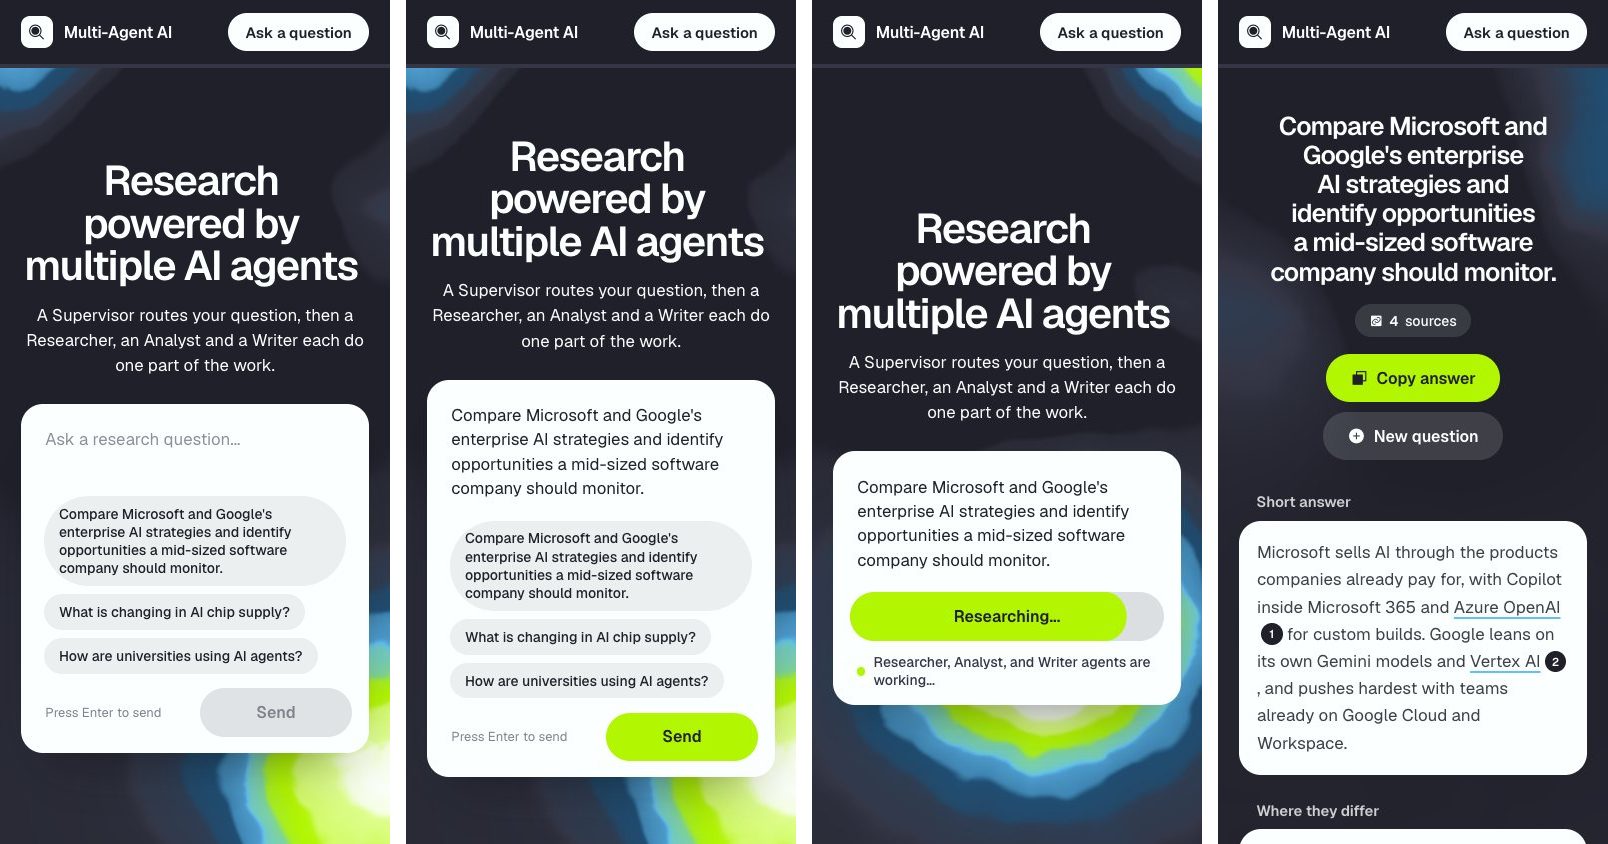 Multi-Agent AI
Ask a question
Research
powered by
multiple AI agents
A Supervisor routes your question, then a
Researcher, an Analyst and a Writer each do
one part of the work.
Ask a research question...
Compare Microsoft and Google's
enterprise AI strategies and identify
opportunities a mid-sized software
company should monitor.
What is changing in AI chip supply?
How are universities using AI agents?
Press Enter to send
Send
Multi-Agent AI
Ask a question
Research
powered by
multiple AI agents
A Supervisor routes your question, then a
Researcher, an Analyst and a Writer each do
one part of the work.
Compare Microsoft and Google's
enterprise AI strategies and identify
opportunities a mid-sized software
company should monitor.
Compare Microsoft and Google's
enterprise AI strategies and identify
opportunities a mid-sized software
company should monitor.
What is changing in AI chip supply?
How are universities using AI agents?
Press Enter to send
Send
Multi-Agent AI
Ask a question
Research
powered by
multiple AI agents
A Supervisor routes your question, then a
Researcher, an Analyst and a Writer each do
one part of the work.
Compare Microsoft and Google's
enterprise AI strategies and identify
opportunities a mid-sized software
company should monitor.
Researching...
Researcher, Analyst, and Writer agents are
working...
Multi-Agent AI
Ask a question
Compare Microsoft and
Google's enterprise
AI strategies and
identify opportunities
a mid-sized software
company should monitor.
4 sources
Copy answer
New question
Short answer
Microsoft sells AI through the products
companies already pay for, with Copilot
inside Microsoft 365 and Azure OpenAI
1 for custom builds. Google leans on
its own Gemini models and Vertex AI 2
, and pushes hardest with teams
already on Google Cloud and
Workspace.
Where they differ